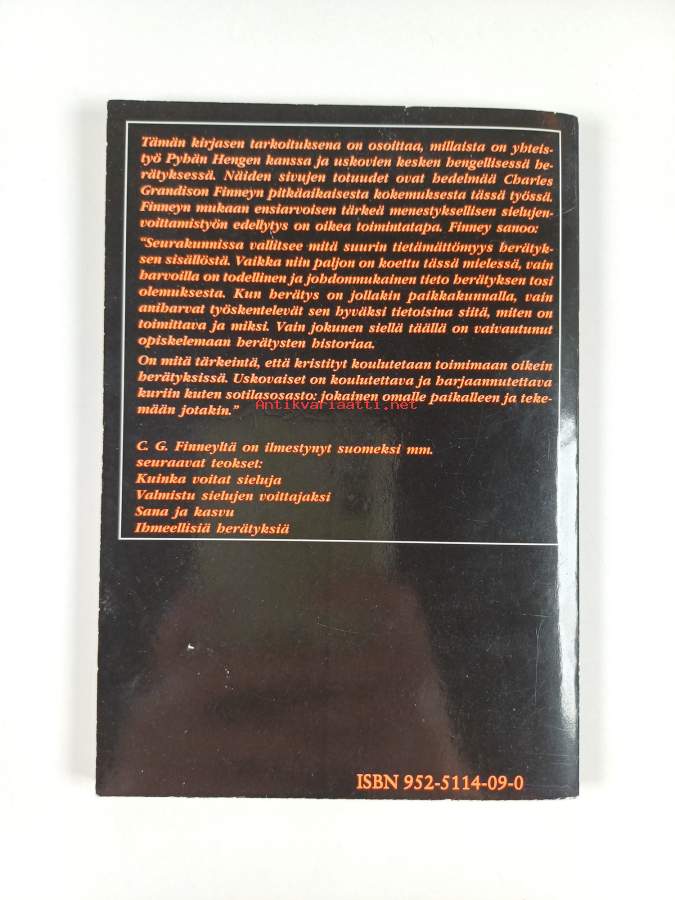 Tämän kirjasen tarkoituksena on osoittaa, millaista on yhteis-
työ Pyhän Hengen kanssa ja uskovien kesken hengellisessä he-
rätyksessä. Näiden sivujen totuudet ovat hedelmää Charles
Grandison Finneyn pitkäaikaisesta kokemuksesta tässä työssä.
Finneyn mukaan ensiarvoisen tärkeä menestyksellisen sielujen-
voittamistyön edellytys on oikea toimintatapa. Finney sanoo:
"Seurakunnissa vallitsee mitä suurin tietämättömyys herätyk-
sen sisällöstä. Vaikka niin paljon on koettu tässä mielessä, vain
harvoilla on todellinen ja johdonmukainen tieto herätyksen tosi
olemuksesta. Kun herätys on jollakin paikkakunnalla, vain
aniharvat työskentelevät sen hyväksi tietoisina siitä, miten on
toimittava ja miksi. Vain jokunen siellä täällä on vaivautunut
opiskelemaan herätysten historiaa.
On mitä tärkeintä, että kristityt koulutetaan toimimaan oikein
herätyksissä. Uskovaiset on koulutettava ja harjaannutettava
kuriin kuten sotilasosasto: jokainen omalle paikalleen ja teke-
mään jotakin."
Antikvariaatti.net
C. G. Finneyltä on ilmestynyt suomeksi mm.
seuraavat teokset:
Kuinka voitat sieluja
Valmistu sielujen voittajaksi
Sana ja kasvu
Ihmeellisiä herätyksiä
ISBN 952-5114-09-0